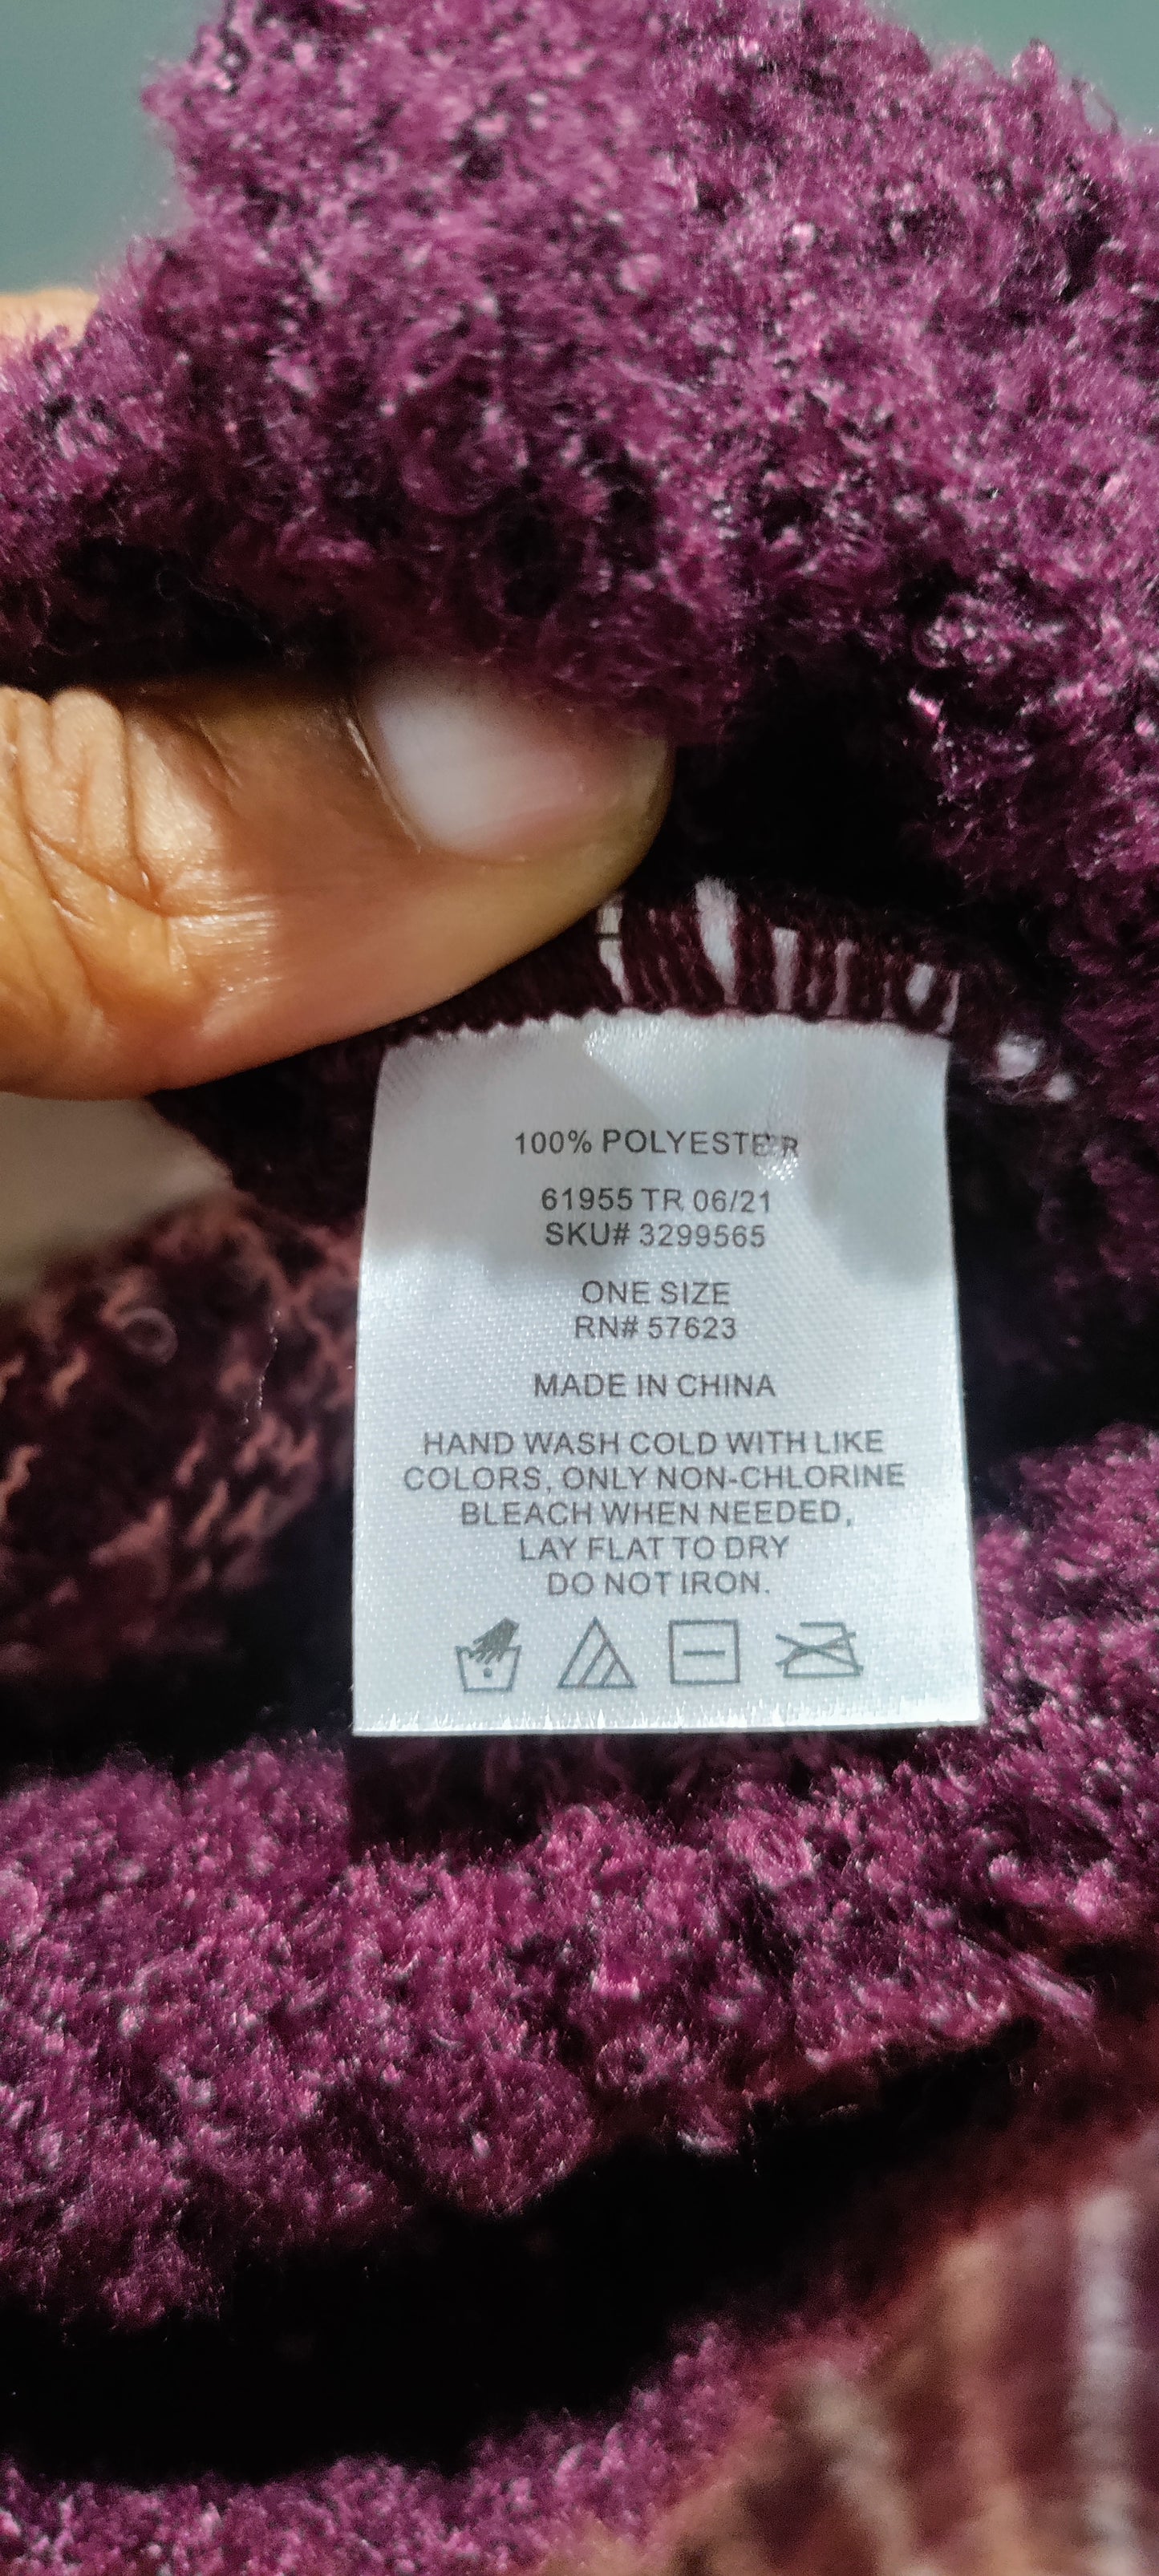 100% POLYESTER
61955 TR 06/21
SKU# 3299565
ONE SIZE
RN# 57623
MADE IN CHINA
HAND WASH COLD WITH LIKE
COLORS, ONLY NON-CHLORINE
BLEACH WHEN NEEDED,
LAY FLAT TO DRY
DO NOT IRON.